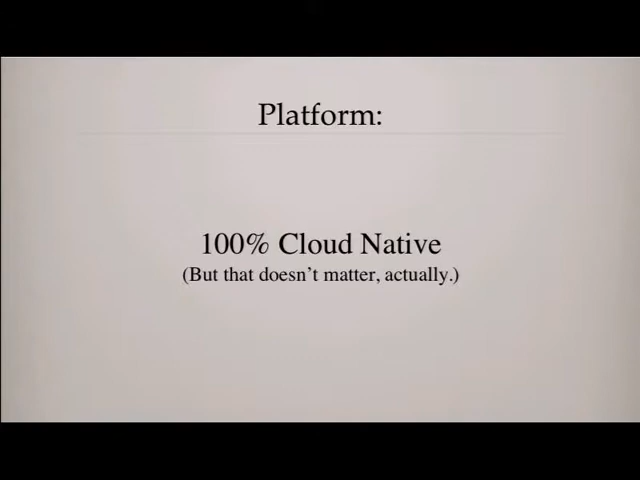 Platform:
100% Cloud Native
(But that doesn't matter, actually.)